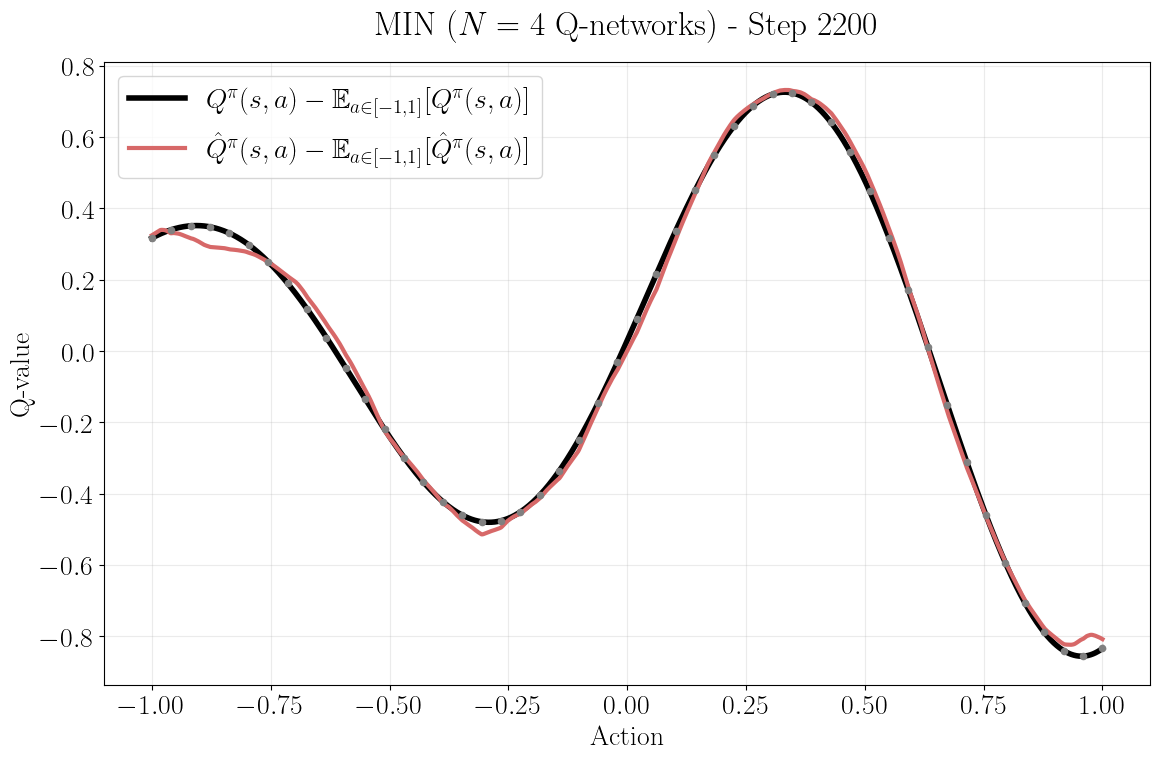 MIN (N = 4 Q-networks) - Step 2200
Q^π(s, a) − 𝔼_{a∈[−1,1]}[Q^π(s, a)]
Q̂^π(s, a) − 𝔼_{a∈[−1,1]}[Q̂^π(s, a)]
0.8
0.6
0.4
0.2
0.0
−0.2
−0.4
−0.6
−0.8
Q-value
−1.00 −0.75 −0.50 −0.25 0.00 0.25 0.50 0.75 1.00
Action